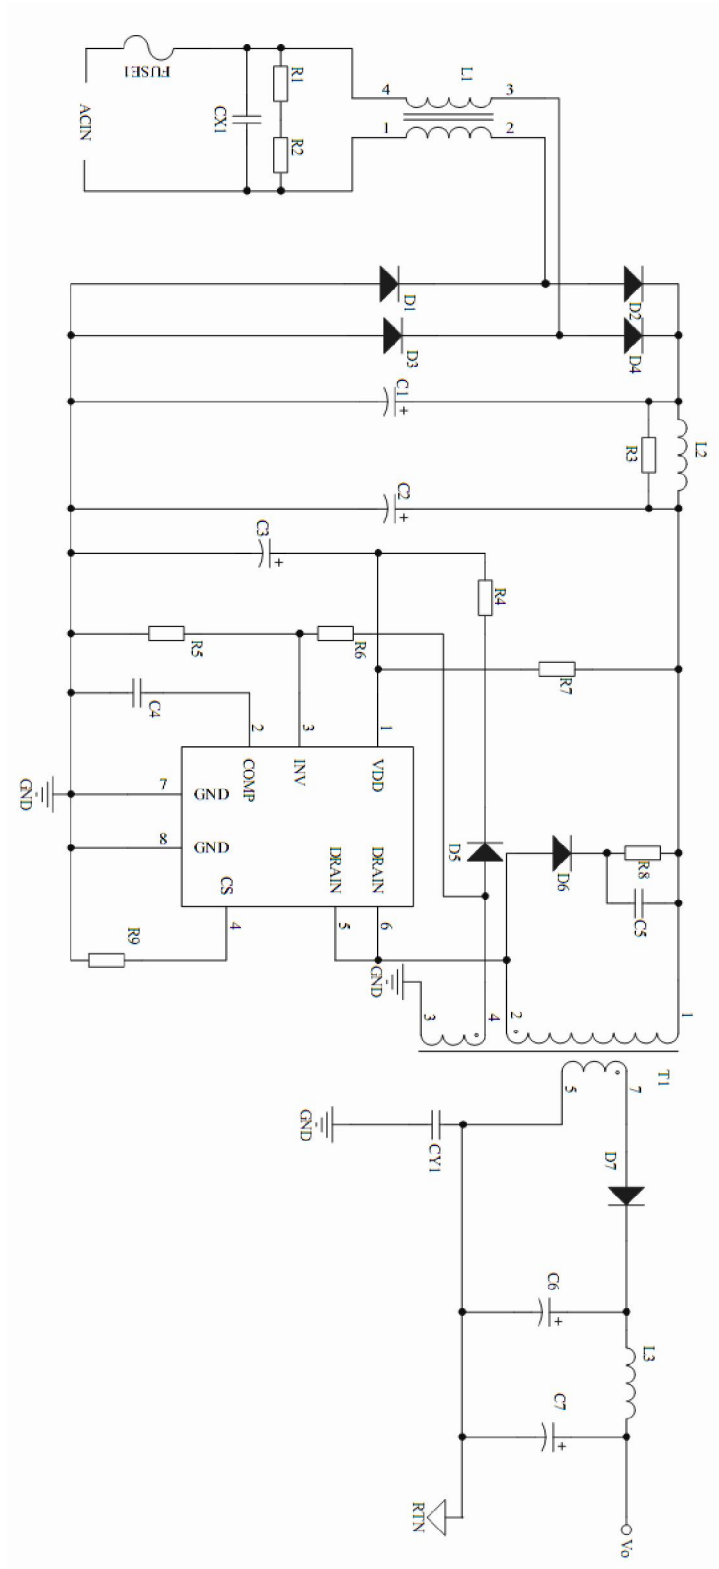 FUSE1
ACIN
CX1
R1
R2
L1
4
3
1
2
D1
D2
D3
D4
C1
+
L2
R3
C2
+
C3
+
R4
R5
R6
R7
C4
2
3
1
COMP
INV
VDD
7
GND
GND
8
GND
DRAIN
DRAIN
CS
4
5
6
R9
D5
D6
R8
C5
GND
3
4
2
1
T1
5
7
GND
CY1
D7
C6
+
L3
C7
+
RTN
Vo